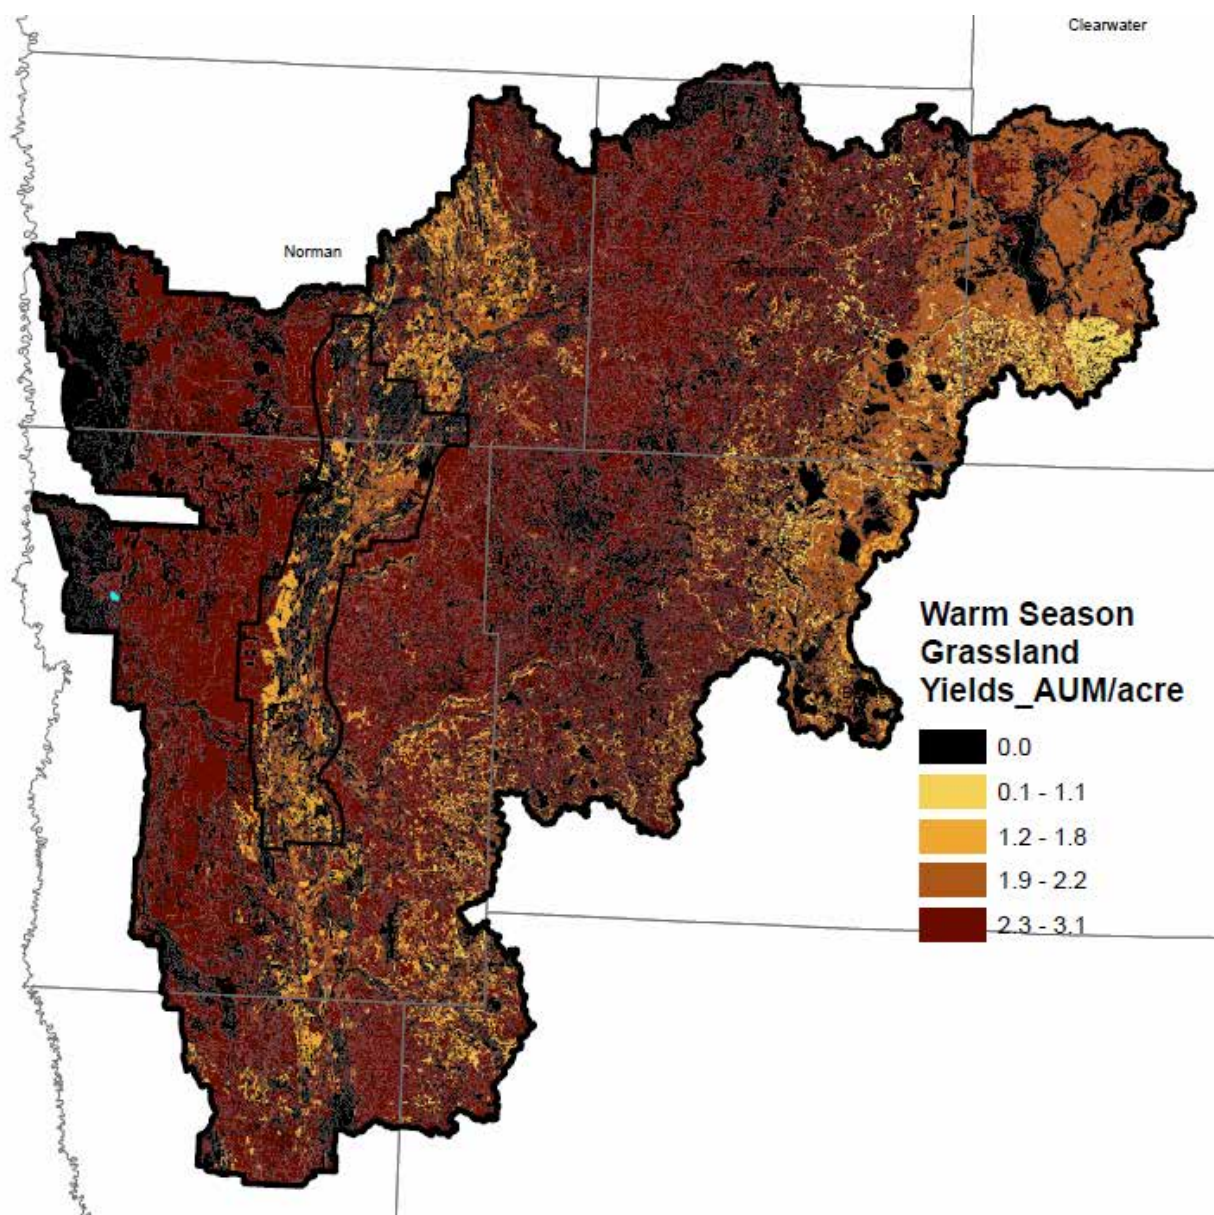 Clearwater
Norman
Mahnomen
Warm Season
Grassland
Yields_AUM/acre
0.0
0.1 - 1.1
1.2 - 1.8
1.9 - 2.2
2.3 - 3.1